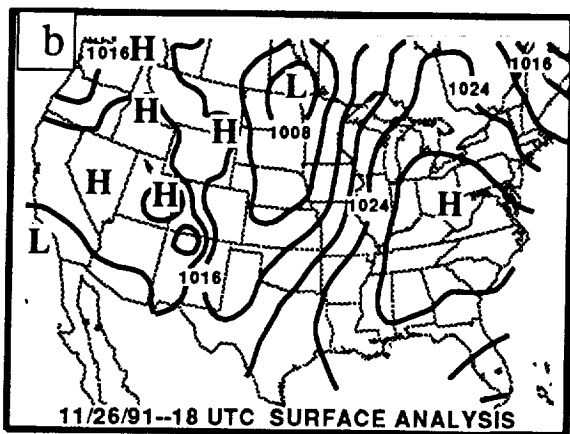 b
1016 H
1016
1024
L
H
1008
H
H
H
1024
H
L
1016
11/26/91--18 UTC SURFACE ANALYSIS